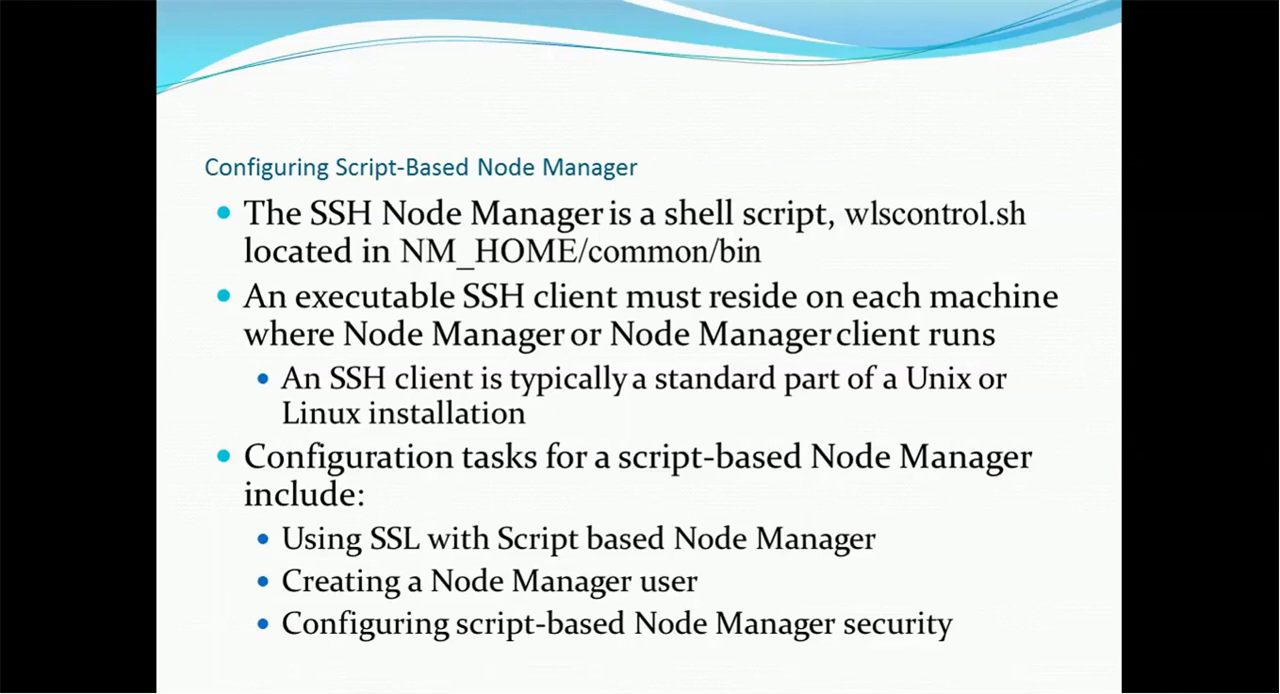 Configuring Script-Based Node Manager
The SSH Node Manager is a shell script, wlscontrol.sh
located in NM_HOME/common/bin
An executable SSH client must reside on each machine
where Node Manager or Node Manager client runs
An SSH client is typically a standard part of a Unix or
Linux installation
Configuration tasks for a script-based Node Manager
include:
Using SSL with Script based Node Manager
Creating a Node Manager user
Configuring script-based Node Manager security